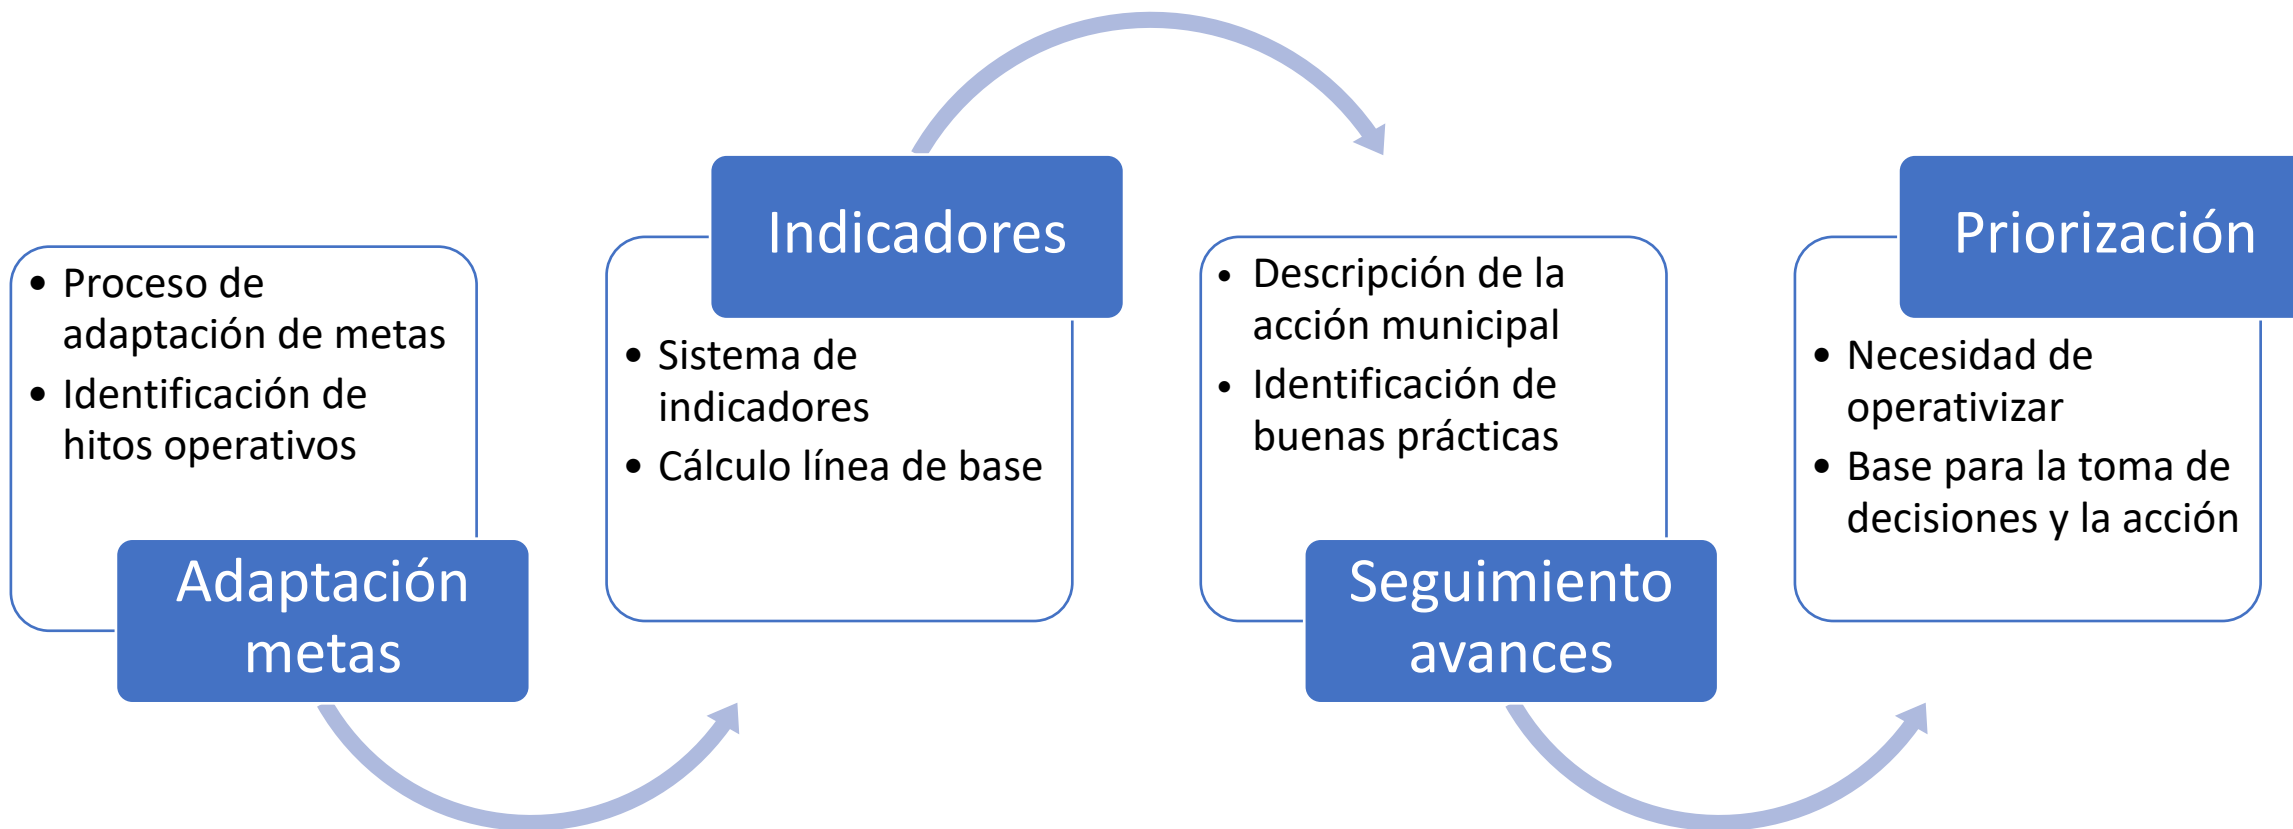 • Proceso de
adaptación de metas
• Identificación de
hitos operativos
Adaptación
metas
Indicadores
• Sistema de
indicadores
• Cálculo línea de base
• Descripción de la
acción municipal
• Identificación de
buenas prácticas
Seguimiento
avances
Priorización
• Necesidad de
operativizar
• Base para la toma de
decisiones y la acción